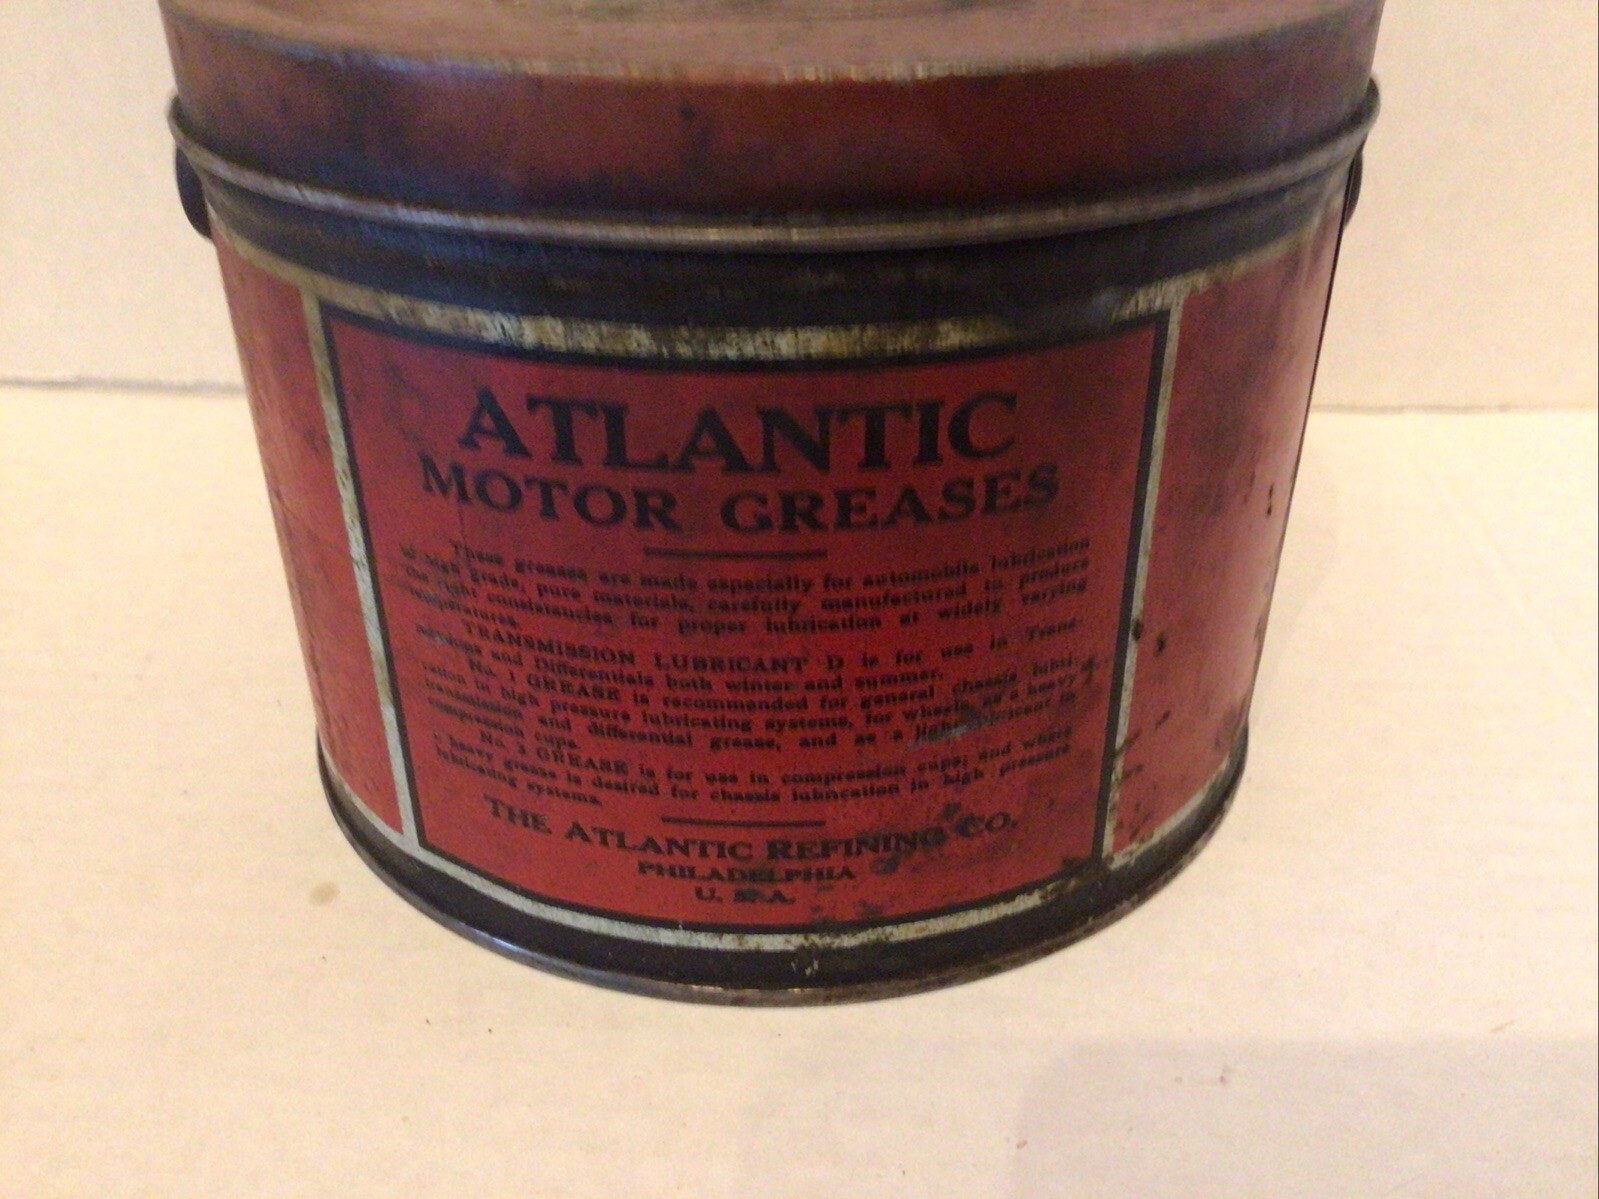 ATLANTIC
MOTOR GREASES
These greases are made especially for automobile lubrication
of high grade, pure materials, carefully manufactured to produce
the right consistencies for proper lubrication at widely varying
temperatures.
TRANSMISSION LUBRICANT D is for use in Trans-
missions and Differentials both winter and summer.
No. 1 GREASE is recommended for general chassis lubri-
cation in high pressure lubricating systems, for wheels, as a heavy
transmission and differential grease, and as a light lubricant in
compression cups.
No. 3 GREASE is for use in compression cups; and where
a heavy grease is desired for chassis lubrication in high pressure
lubricating systems.
THE ATLANTIC REFINING CO.
PHILADELPHIA
U. S. A.